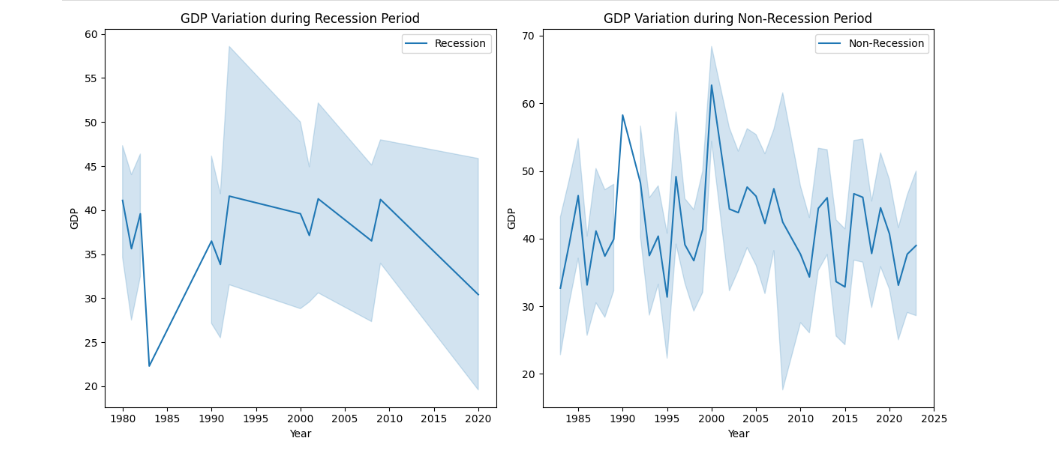 GDP Variation during Recession Period
60
55
50
45
40
35
30
25
20
GDP
Recession
1980 1985 1990 1995 2000 2005 2010 2015 2020
Year
GDP Variation during Non-Recession Period
70
60
50
40
30
20
GDP
Non-Recession
1985 1990 1995 2000 2005 2010 2015 2020 2025
Year